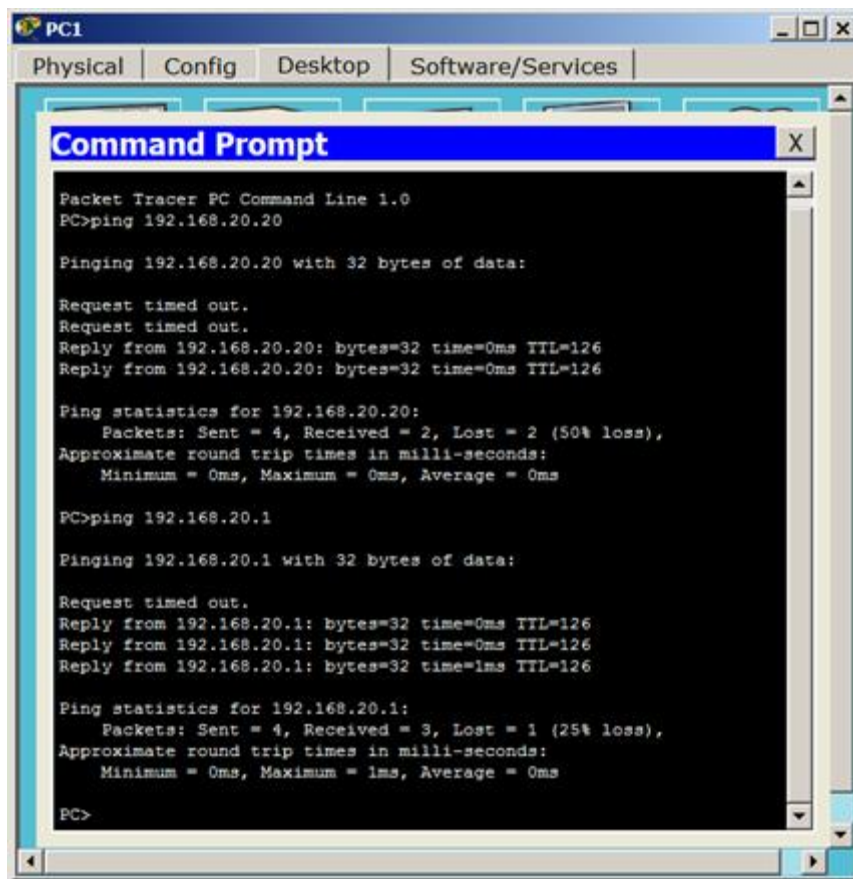 PC1
Physical Config Desktop Software/Services
Command Prompt X
Packet Tracer PC Command Line 1.0
PC>ping 192.168.20.20
Pinging 192.168.20.20 with 32 bytes of data:
Request timed out.
Request timed out.
Reply from 192.168.20.20: bytes=32 time=0ms TTL=126
Reply from 192.168.20.20: bytes=32 time=0ms TTL=126
Ping statistics for 192.168.20.20:
Packets: Sent = 4, Received = 2, Lost = 2 (50% loss),
Approximate round trip times in milli-seconds:
Minimum = 0ms, Maximum = 0ms, Average = 0ms
PC>ping 192.168.20.1
Pinging 192.168.20.1 with 32 bytes of data:
Request timed out.
Reply from 192.168.20.1: bytes=32 time=0ms TTL=126
Reply from 192.168.20.1: bytes=32 time=0ms TTL=126
Reply from 192.168.20.1: bytes=32 time=1ms TTL=126
Ping statistics for 192.168.20.1:
Packets: Sent = 4, Received = 3, Lost = 1 (25% loss),
Approximate round trip times in milli-seconds:
Minimum = 0ms, Maximum = 1ms, Average = 0ms
PC>